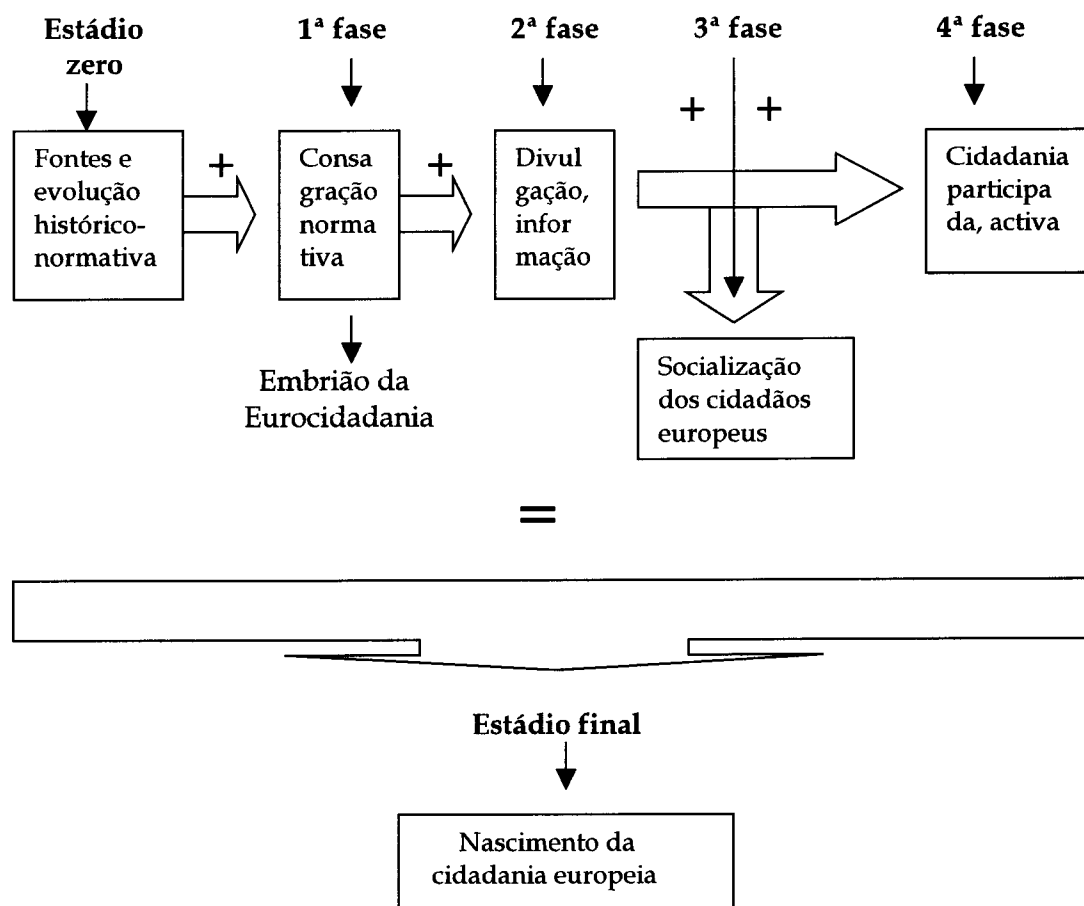 Estádio
zero
1ª fase
2ª fase
3ª fase
4ª fase
Fontes e
evolução
histórico-
normativa
+
Consa
gração
norma
tiva
+
Divul
gação,
infor
mação
+ +
Cidadania
participa
da, activa
Embrião da
Eurocidadania
Socialização
dos cidadãos
europeus
=
Estádio final
Nascimento da
cidadania europeia